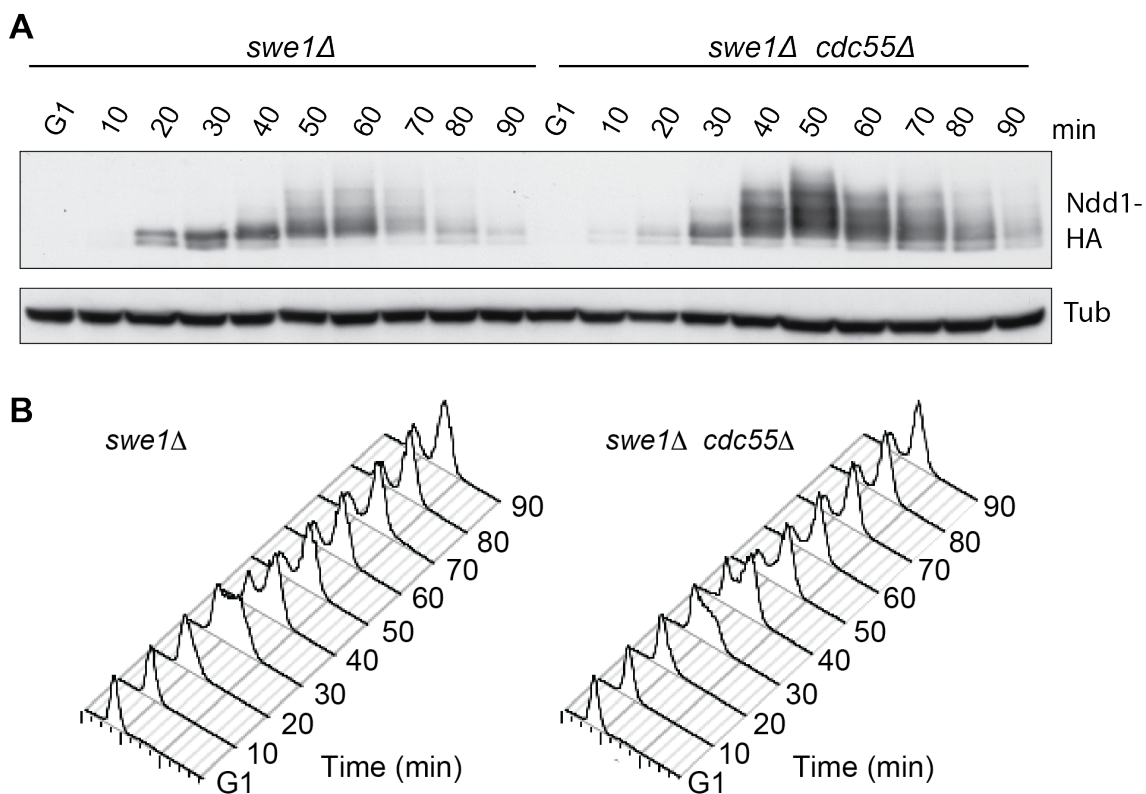 A
swe1Δ swe1Δ cdc55Δ
G1 10 20 30 40 50 60 70 80 90 G1 10 20 30 40 50 60 70 80 90 min
Ndd1-
HA
Tub
B
swe1Δ swe1Δ cdc55Δ
90 90
80 80
70 70
60 60
50 50
40 40
30 30
20 20
10 10
G1 Time (min) G1 Time (min)